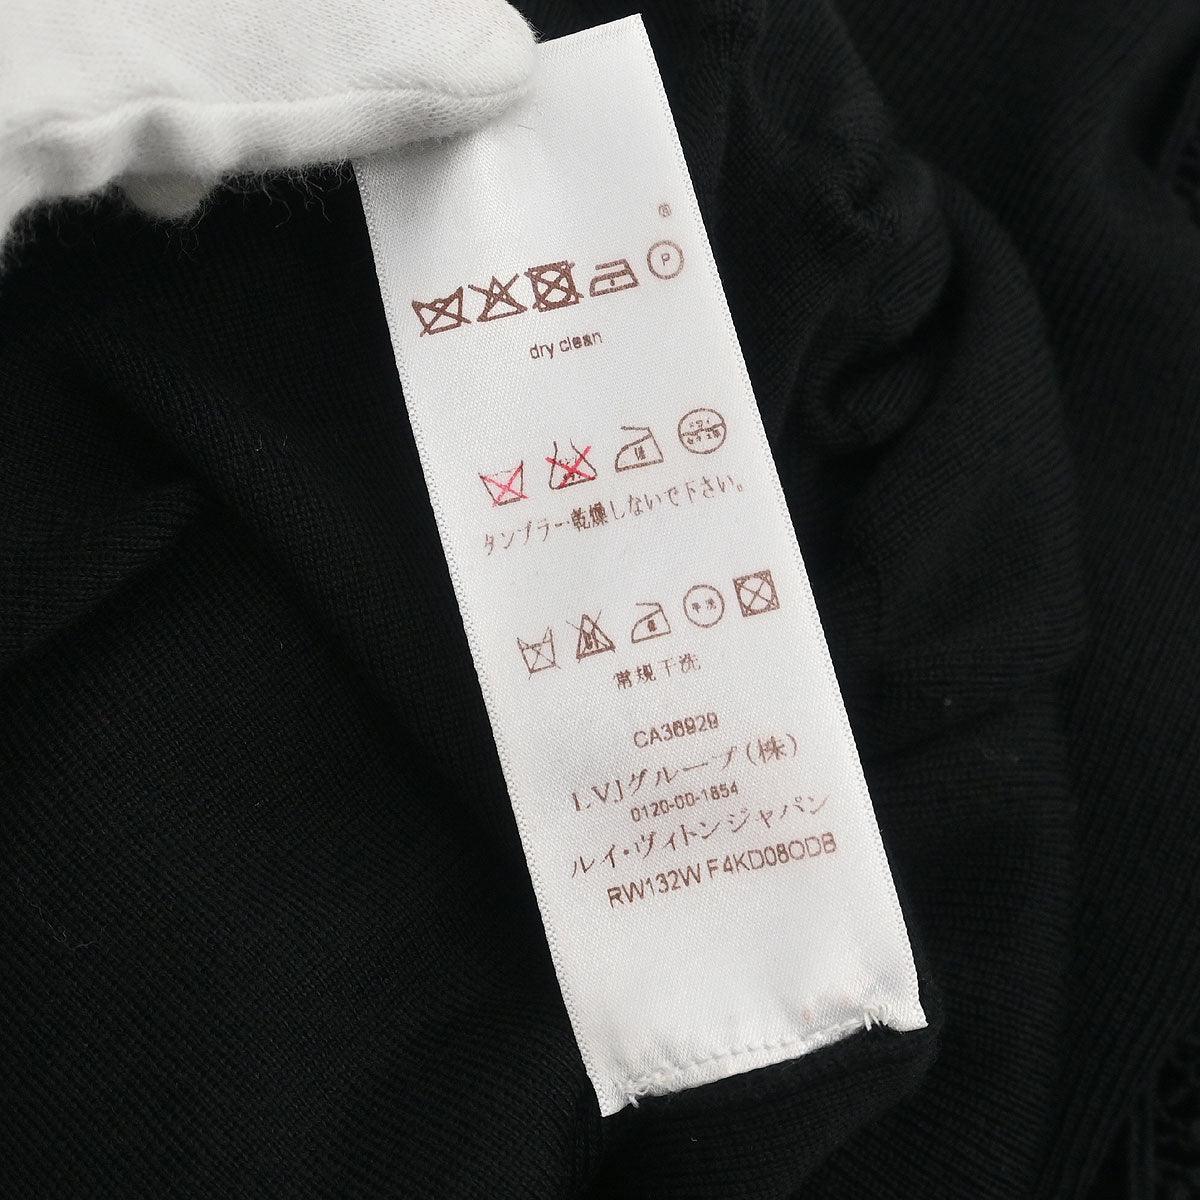 P
dry clean
タンブラー乾燥しないで下さい。
常规干洗
CA36929
LVJグループ(株)
0120-00-1854
ルイ・ヴィトンジャパン
RW132W F4KD08ODB